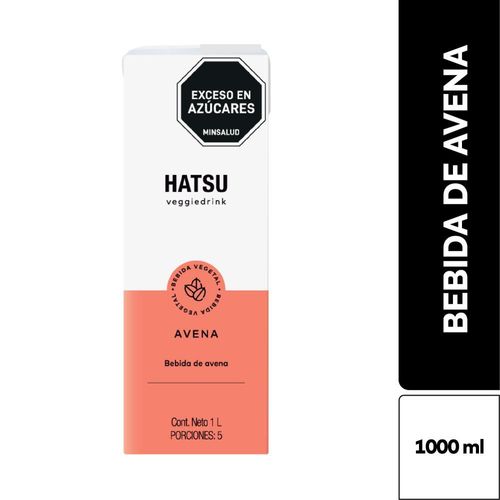 EXCESO EN
AZÚCARES
MINSALUD
HATSU
veggiedrink
BEBIDA VEGETAL • BEBIDA VEGETAL •
AVENA
Bebida de avena
Cont. Neto 1 L
PORCIONES: 5
BEBIDA DE AVENA
1000 ml